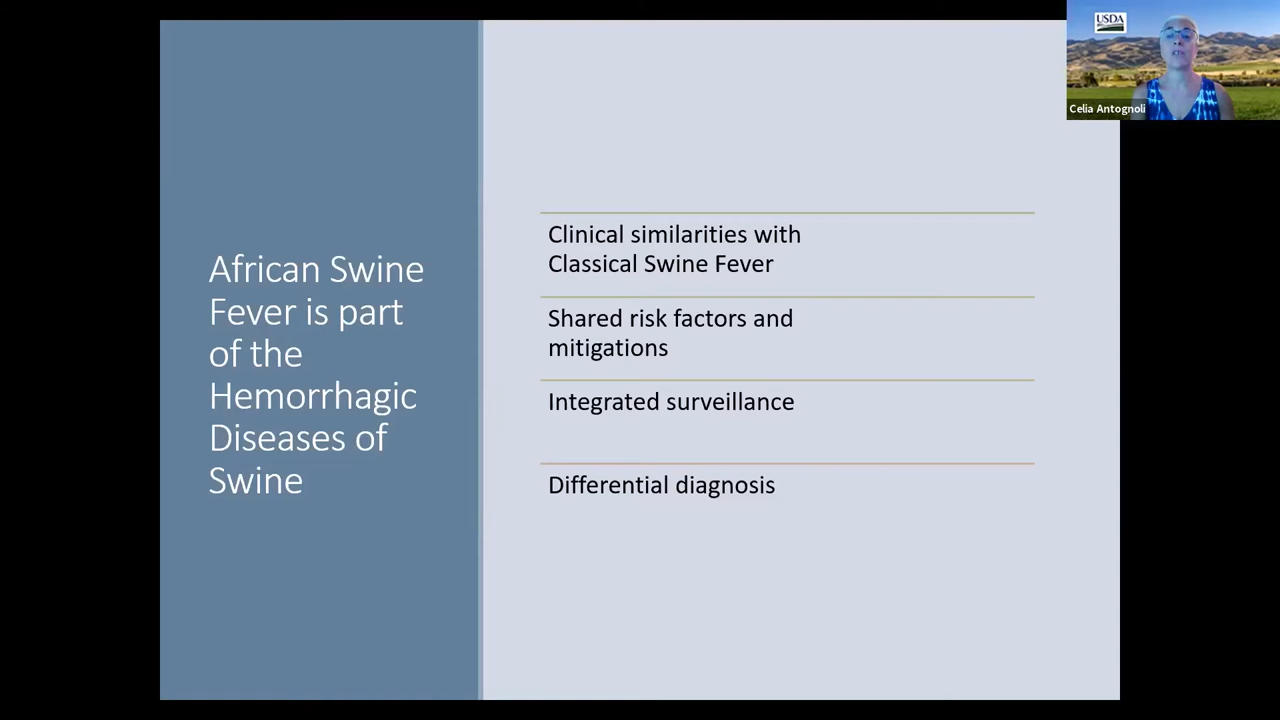 USDA
Celia Antognoli
African Swine
Fever is part
of the
Hemorrhagic
Diseases of
Swine
Clinical similarities with
Classical Swine Fever
Shared risk factors and
mitigations
Integrated surveillance
Differential diagnosis